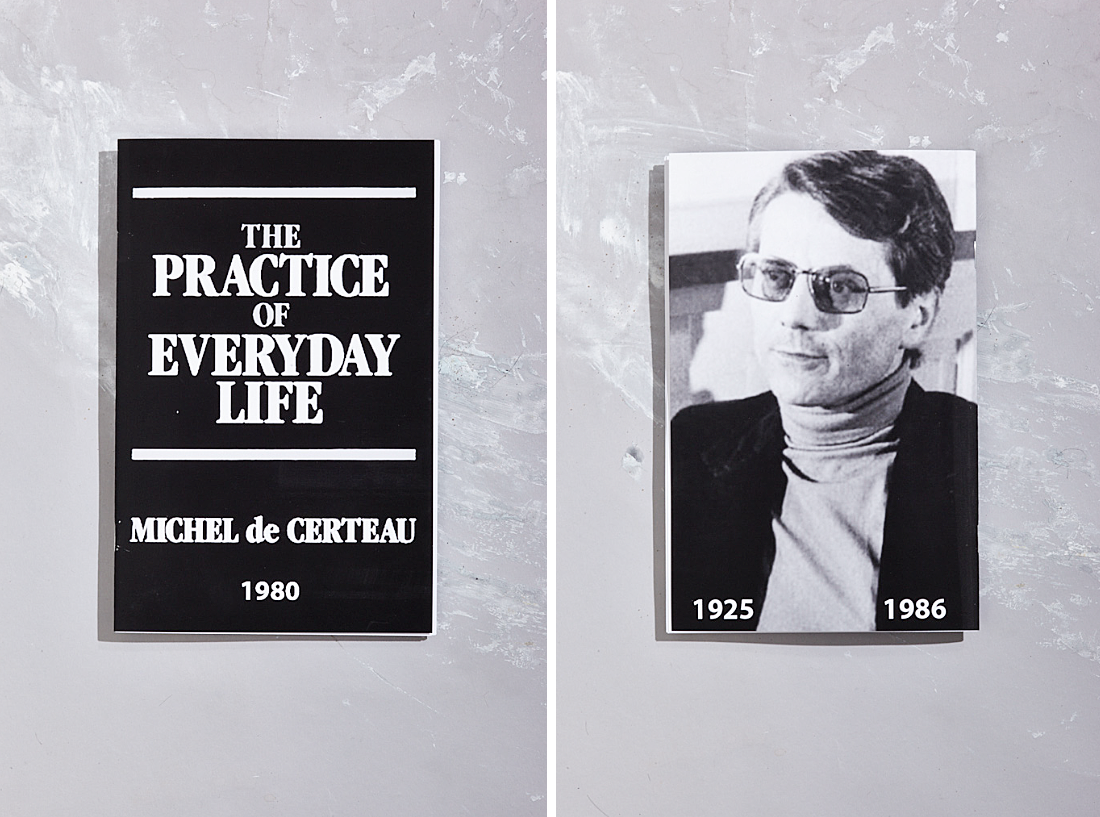 THE
PRACTICE
OF
EVERYDAY
LIFE
MICHEL de CERTEAU
1980
1925 1986